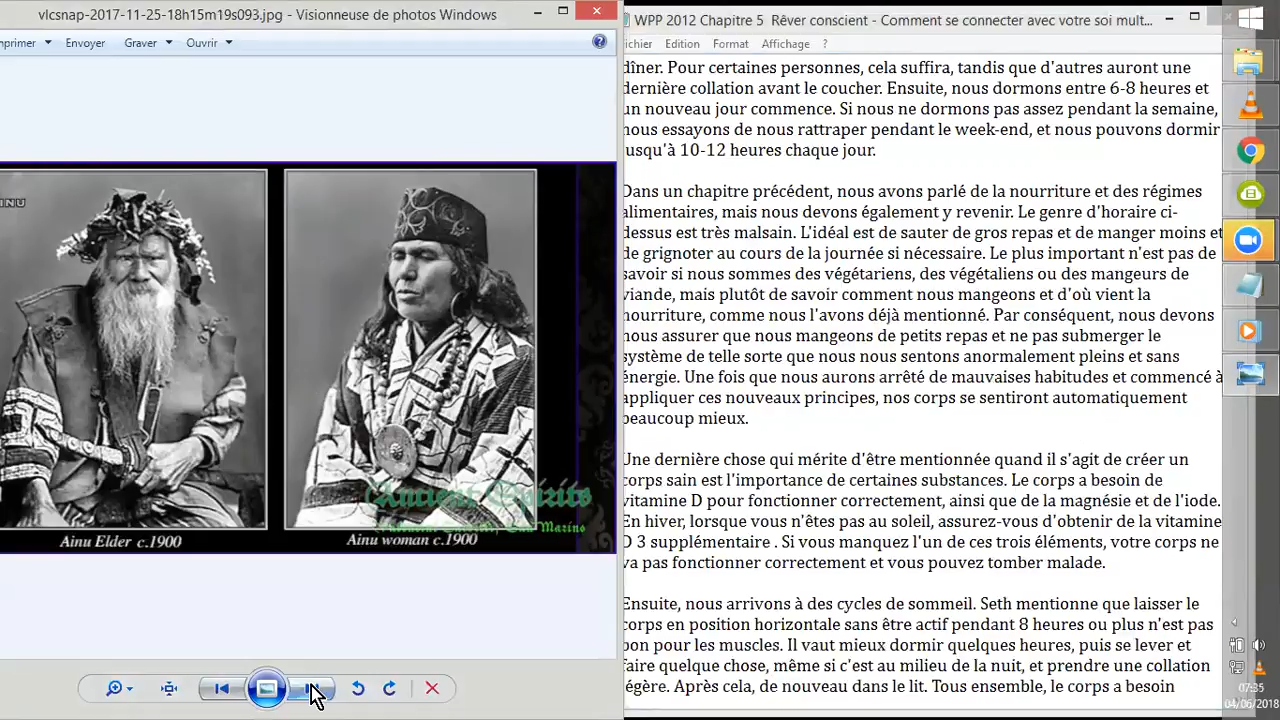 vlcsnap-2017-11-25-18h15m19s093.jpg - Visionneuse de photos Windows
mprimer
Envoyer
Graver
Ouvrir
INU
Ainu Elder c.1900
Ainu woman c.1900
Ancient Spirits
WPP 2012 Chapitre 5 Rêver conscient - Comment se connecter avec votre soi mult...
ichier
Edition
Format
Affichage
?
dîner. Pour certaines personnes, cela suffira, tandis que d'autres auront une
dernière collation avant le coucher. Ensuite, nous dormons entre 6-8 heures et
un nouveau jour commence. Si nous ne dormons pas assez pendant la semaine,
nous essayons de nous rattraper pendant le week-end, et nous pouvons dormir
jusqu'à 10-12 heures chaque jour.
Dans un chapitre précédent, nous avons parlé de la nourriture et des régimes
alimentaires, mais nous devons également y revenir. Le genre d'horaire ci-
dessus est très malsain. L'idéal est de sauter de gros repas et de manger moins et
de grignoter au cours de la journée si nécessaire. Le plus important n'est pas de
savoir si nous sommes des végétariens, des végétaliens ou des mangeurs de
viande, mais plutôt de savoir comment nous mangeons et d'où vient la
nourriture, comme nous l'avons déjà mentionné. Par conséquent, nous devons
nous assurer que nous mangeons de petits repas et ne pas submerger le
système de telle sorte que nous nous sentons anormalement pleins et sans
énergie. Une fois que nous aurons arrêté de mauvaises habitudes et commencé à
appliquer ces nouveaux principes, nos corps se sentiront automatiquement
beaucoup mieux.
Une dernière chose qui mérite d'être mentionnée quand il s'agit de créer un
corps sain est l'importance de certaines substances. Le corps a besoin de
vitamine D pour fonctionner correctement, ainsi que de la magnésie et de l'iode.
En hiver, lorsque vous n'êtes pas au soleil, assurez-vous d'obtenir de la vitamine
D 3 supplémentaire . Si vous manquez l'un de ces trois éléments, votre corps ne
va pas fonctionner correctement et vous pouvez tomber malade.
Ensuite, nous arrivons à des cycles de sommeil. Seth mentionne que laisser le
corps en position horizontale sans être actif pendant 8 heures ou plus n'est pas
bon pour les muscles. Il vaut mieux dormir quelques heures, puis se lever et
faire quelque chose, même si c'est au milieu de la nuit, et prendre une collation
légère. Après cela, de nouveau dans le lit. Tous ensemble, le corps a besoin
07:35
04/06/2018